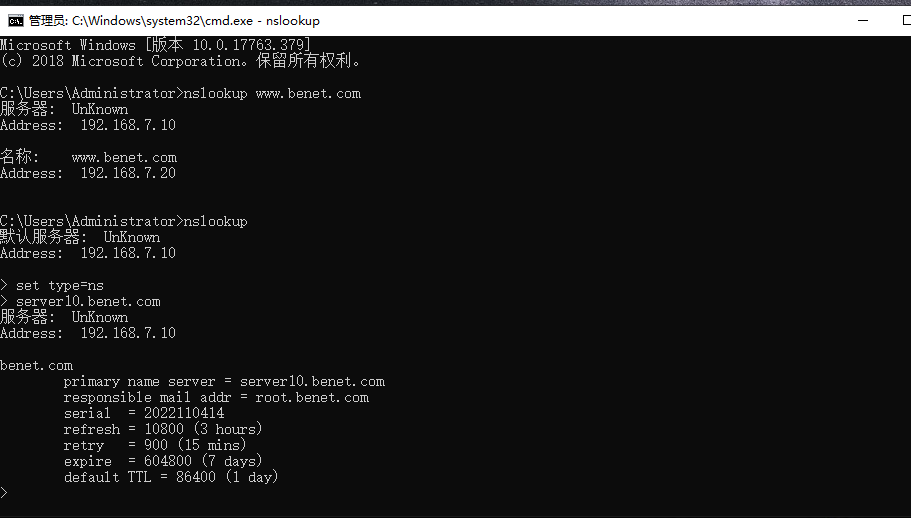 管理员: C:\Windows\system32\cmd.exe - nslookup
Microsoft Windows [版本 10.0.17763.379]
(c) 2018 Microsoft Corporation。保留所有权利。
C:\Users\Administrator>nslookup www.benet.com
服务器:  UnKnown
Address:  192.168.7.10
名称:    www.benet.com
Address:  192.168.7.20
C:\Users\Administrator>nslookup
默认服务器:  UnKnown
Address:  192.168.7.10
> set type=ns
> server10.benet.com
服务器:  UnKnown
Address:  192.168.7.10
benet.com
        primary name server = server10.benet.com
        responsible mail addr = root.benet.com
        serial  = 2022110414
        refresh = 10800 (3 hours)
        retry   = 900 (15 mins)
        expire  = 604800 (7 days)
        default TTL = 86400 (1 day)
>